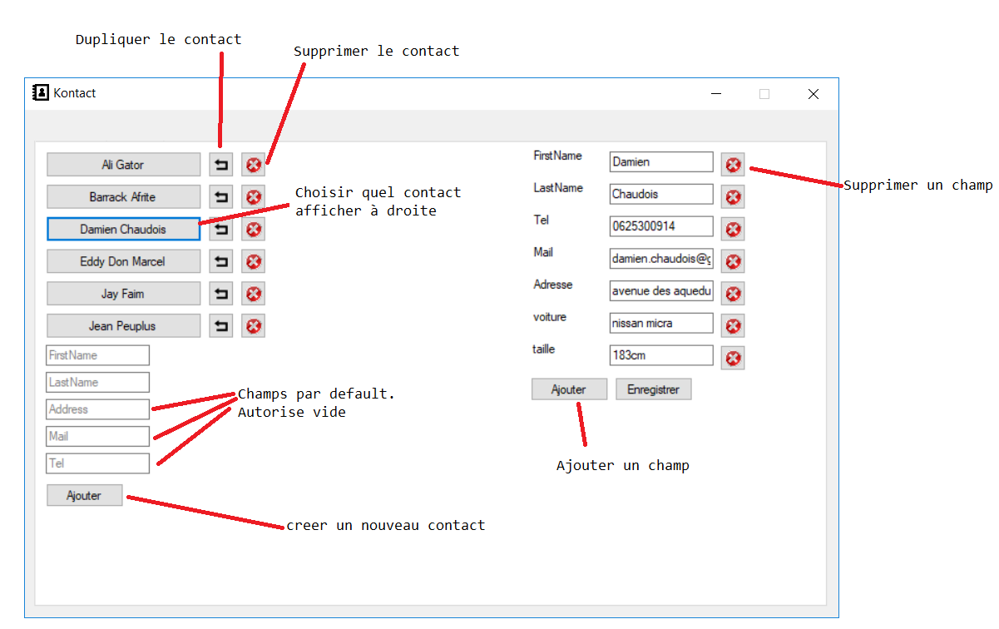 Dupliquer le contact
Supprimer le contact
Kontact
Ali Gator
Barrack Afrite
Damien Chaudois
Eddy Don Marcel
Jay Faim
Jean Peuplus
FirstName
LastName
Address
Mail
Tel
Ajouter
Choisir quel contact
afficher à droite
Champs par default.
Autorise vide
creer un nouveau contact
FirstName Damien
LastName Chaudois
Tel 0625300914
Mail damien.chaudois@g
Adresse avenue des aquedu
voiture nissan micra
taille 183cm
Ajouter Enregistrer
Supprimer un champ
Ajouter un champ